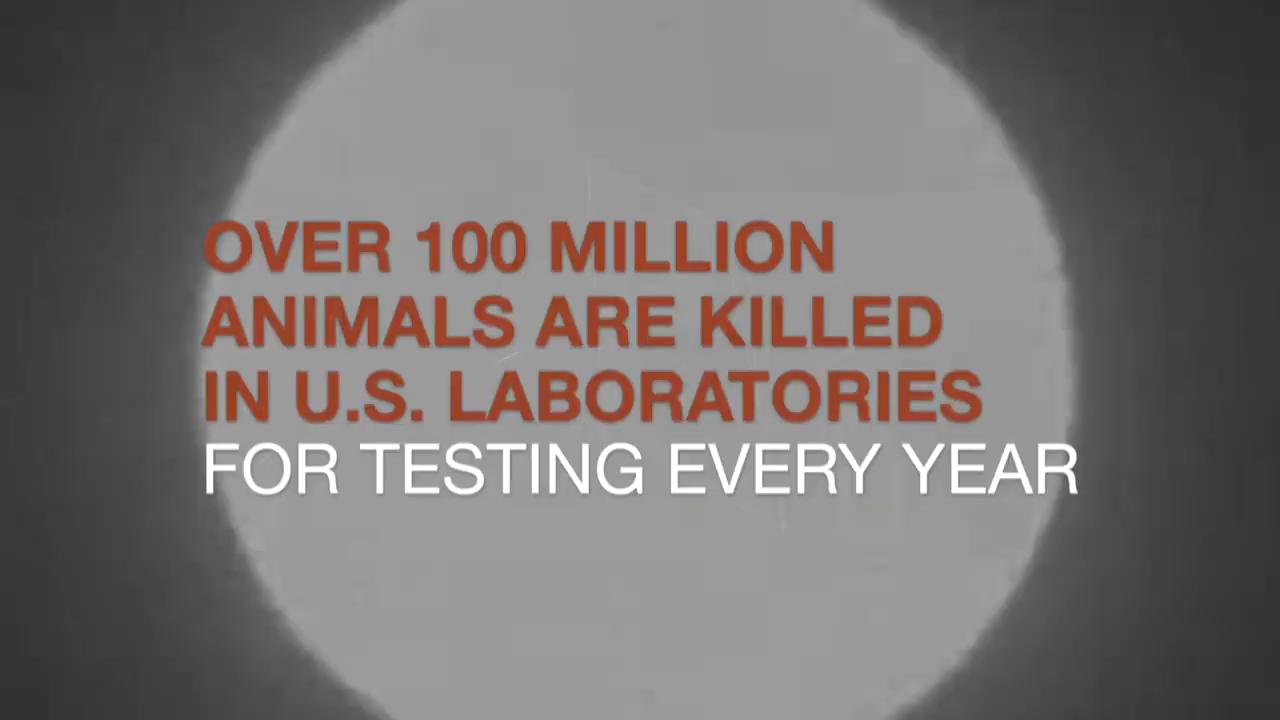 OVER 100 MILLION
ANIMALS ARE KILLED
IN U.S. LABORATORIES
FOR TESTING EVERY YEAR